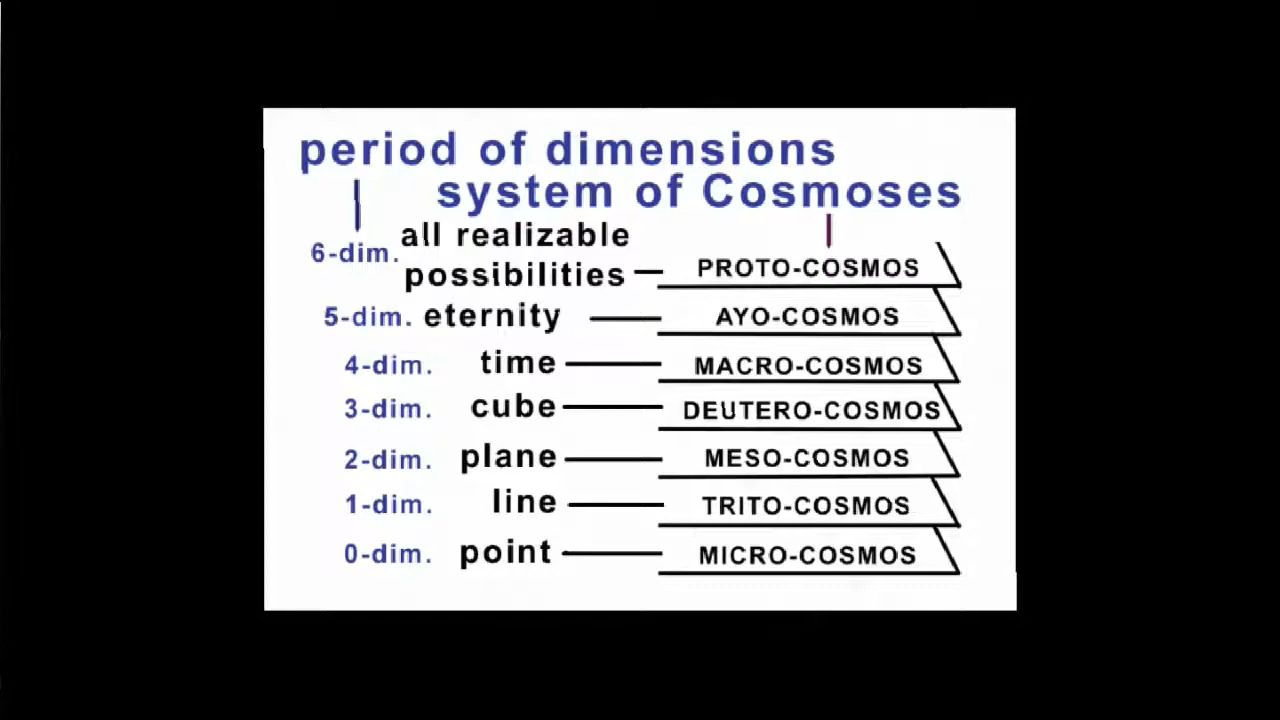 period of dimensions
system of Cosmoses
6-dim. all realizable possibilities PROTO-COSMOS
5-dim. eternity AYO-COSMOS
4-dim. time MACRO-COSMOS
3-dim. cube DEUTERO-COSMOS
2-dim. plane MESO-COSMOS
1-dim. line TRITO-COSMOS
0-dim. point MICRO-COSMOS